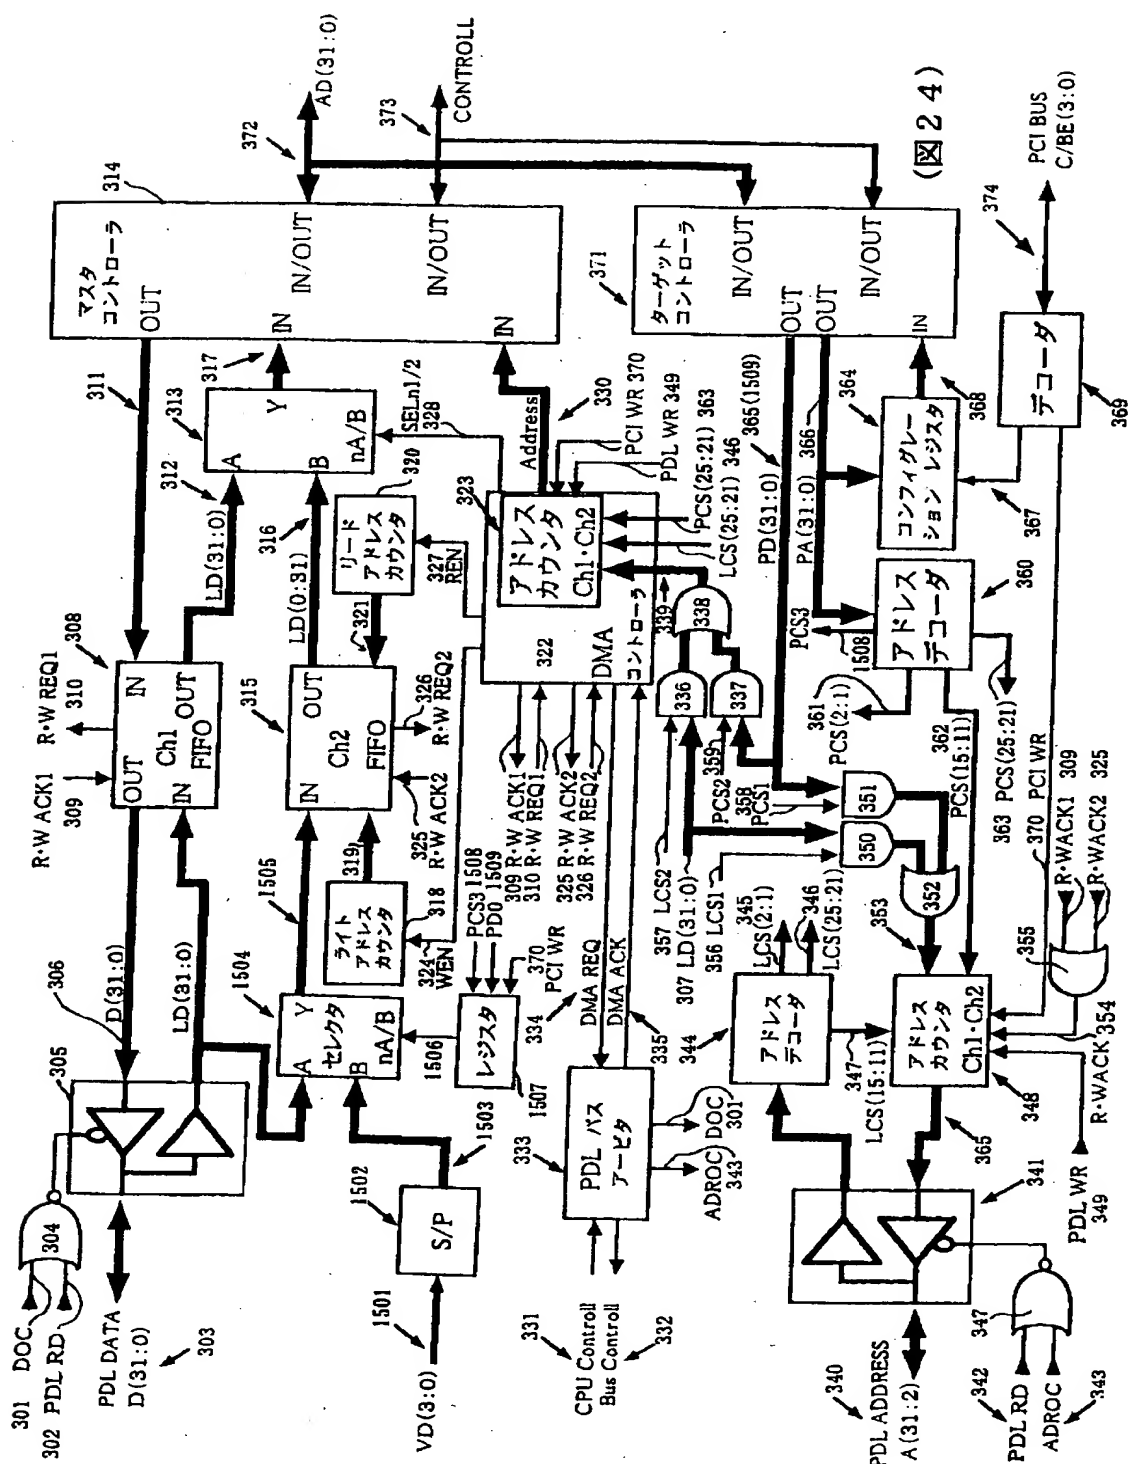 (図24)
301 DOC
302 PDL RD
304
PDL DATA
D(31:0)
303
305
306
D(31:0)
LD(31:0)
R·W ACK1
309
R·W REQ1
310
308
OUT
IN
Ch1
FIFO
IN
OUT
LD(31:0)
312
311
313
A
B
Y
nA/B
317
SELn1/2
328
マスタ
コントローラ
314
OUT
IN
IN/OUT
IN/OUT
IN
372
AD(31:0)
373
CONTROLL
VD(3:0)
1501
1502
S/P
1503
1504
A
B
Y
セレクタ
nA/B
1505
1506
レジスタ
1507
PCS3 1508
PD0 1509
370
PCI WR
ライト
アドレス
カウンタ
318
319
324
WEN
315
IN
OUT
Ch2
FIFO
325
R·W ACK2
326
R·W REQ2
LD(0:31)
316
321
リード
アドレス
カウンタ
320
327
REN
322
DMA
コントローラ
323
アドレス
カウンタ
Ch1·Ch2
Address
330
PCI WR 370
PDL WR 349
PCS(25:21) 363
LCS(25:21) 346
309 R·W ACK1
310 R·W REQ1
325 R·W ACK2
326 R·W REQ2
331
CPU Controll
Bus Controll
332
333
PDL バス
アービタ
334
DMA REQ
DMA ACK
335
ADROC
343
DOC
301
336
337
338
339
357 LCS2
307 LD(31:0)
356 LCS1
359
PCS2
358
PCS1
350
351
352
353
PD(31:0)
365(1509)
PA(31:0)
366
ターゲット
コントローラ
371
IN/OUT
OUT
OUT
IN/OUT
IN
コンフィグレー
ション レジスタ
364
368
367
デコーダ
369
374
PCI BUS
C/BE(3:0)
アドレス
デコーダ
360
PCS3
1508
361
PCS(2:1)
362
PCS(15:11)
363 PCS(25:21)
370 PCI WR
R·WACK1
309
R·WACK2
325
355
354
R·WACK
344
アドレス
デコーダ
345
LCS(2:1)
346
LCS(25:21)
347
LCS(15:11)
アドレス
カウンタ
Ch1·Ch2
348
365
341
PDL WR
349
340
PDL ADDRESS
A(31:2)
347
342
PDL RD
ADROC
343